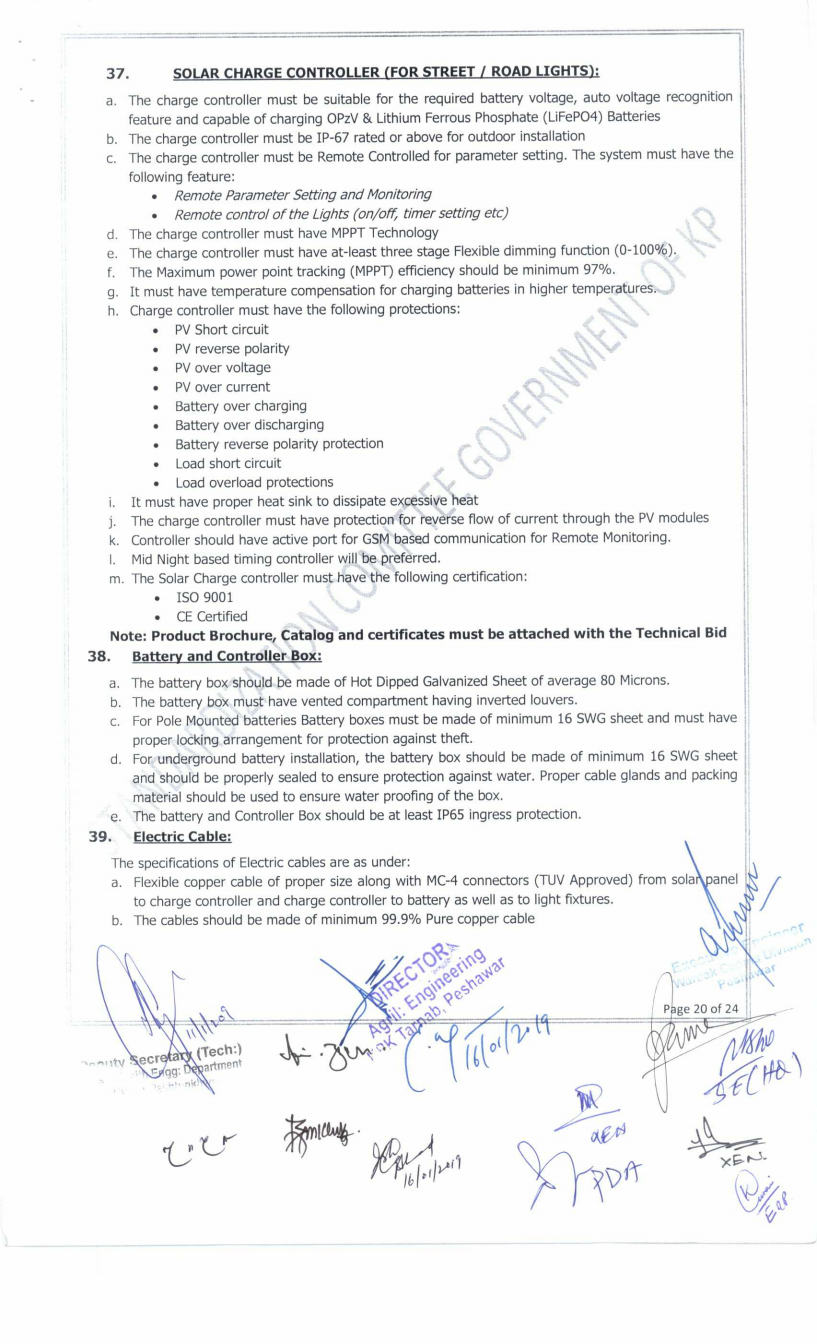 37. SOLAR CHARGE CONTROLLER (FOR STREET / ROAD LIGHTS):
a. The charge controller must be suitable for the required battery voltage, auto voltage recognition
feature and capable of charging OPzV & Lithium Ferrous Phosphate (LiFePO4) Batteries
b. The charge controller must be IP-67 rated or above for outdoor installation
c. The charge controller must be Remote Controlled for parameter setting. The system must have the
following feature:
• Remote Parameter Setting and Monitoring
• Remote control of the Lights (on/off, timer setting etc)
d. The charge controller must have MPPT Technology
e. The charge controller must have at-least three stage Flexible dimming function (0-100%).
f. The Maximum power point tracking (MPPT) efficiency should be minimum 97%.
g. It must have temperature compensation for charging batteries in higher temperatures.
h. Charge controller must have the following protections:
• PV Short circuit
• PV reverse polarity
• PV over voltage
• PV over current
• Battery over charging
• Battery over discharging
• Battery reverse polarity protection
• Load short circuit
• Load overload protections
i. It must have proper heat sink to dissipate excessive heat
j. The charge controller must have protection for reverse flow of current through the PV modules
k. Controller should have active port for GSM based communication for Remote Monitoring.
l. Mid Night based timing controller will be preferred.
m. The Solar Charge controller must have the following certification:
• ISO 9001
• CE Certified
Note: Product Brochure, Catalog and certificates must be attached with the Technical Bid
38. Battery and Controller Box:
a. The battery box should be made of Hot Dipped Galvanized Sheet of average 80 Microns.
b. The battery box must have vented compartment having inverted louvers.
c. For Pole Mounted batteries Battery boxes must be made of minimum 16 SWG sheet and must have
proper locking arrangement for protection against theft.
d. For underground battery installation, the battery box should be made of minimum 16 SWG sheet
and should be properly sealed to ensure protection against water. Proper cable glands and packing
material should be used to ensure water proofing of the box.
e. The battery and Controller Box should be at least IP65 ingress protection.
39. Electric Cable:
The specifications of Electric cables are as under:
a. Flexible copper cable of proper size along with MC-4 connectors (TUV Approved) from solar panel
to charge controller and charge controller to battery as well as to light fixtures.
b. The cables should be made of minimum 99.9% Pure copper cable
STANDARDIZATION COMITTEE GOVERNMENT OF KP
DIRECTOR
Agril: Engineering
Tarnab, Peshawar
Division
Peshawar
Page 20 of 24
11/1/2019
Secretary (Tech:)
Engg: Department
16/01/2019
SE(HQ)
XEN
16/01/2019
PDA
XEN